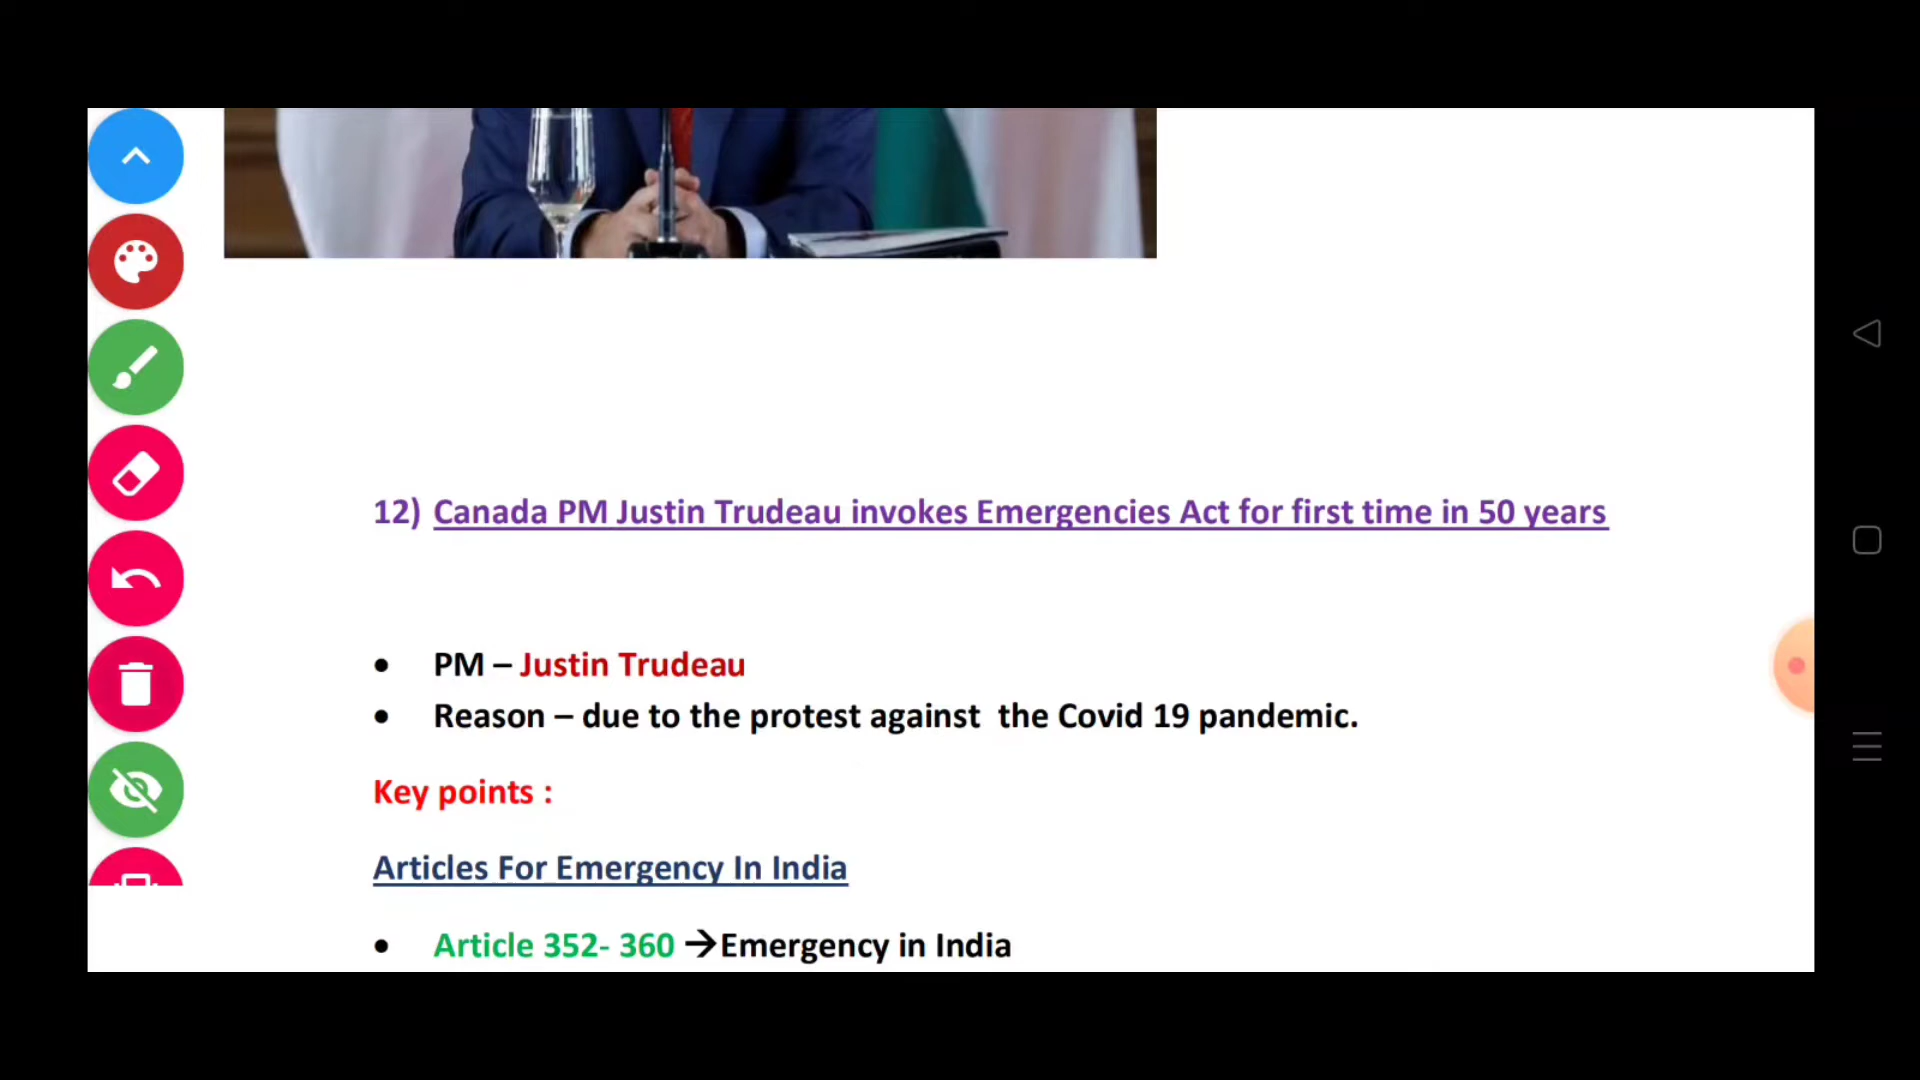 12) Canada PM Justin Trudeau invokes Emergencies Act for first time in 50 years
• PM – Justin Trudeau
• Reason – due to the protest against the Covid 19 pandemic.
Key points :
Articles For Emergency In India
• Article 352- 360 →Emergency in India